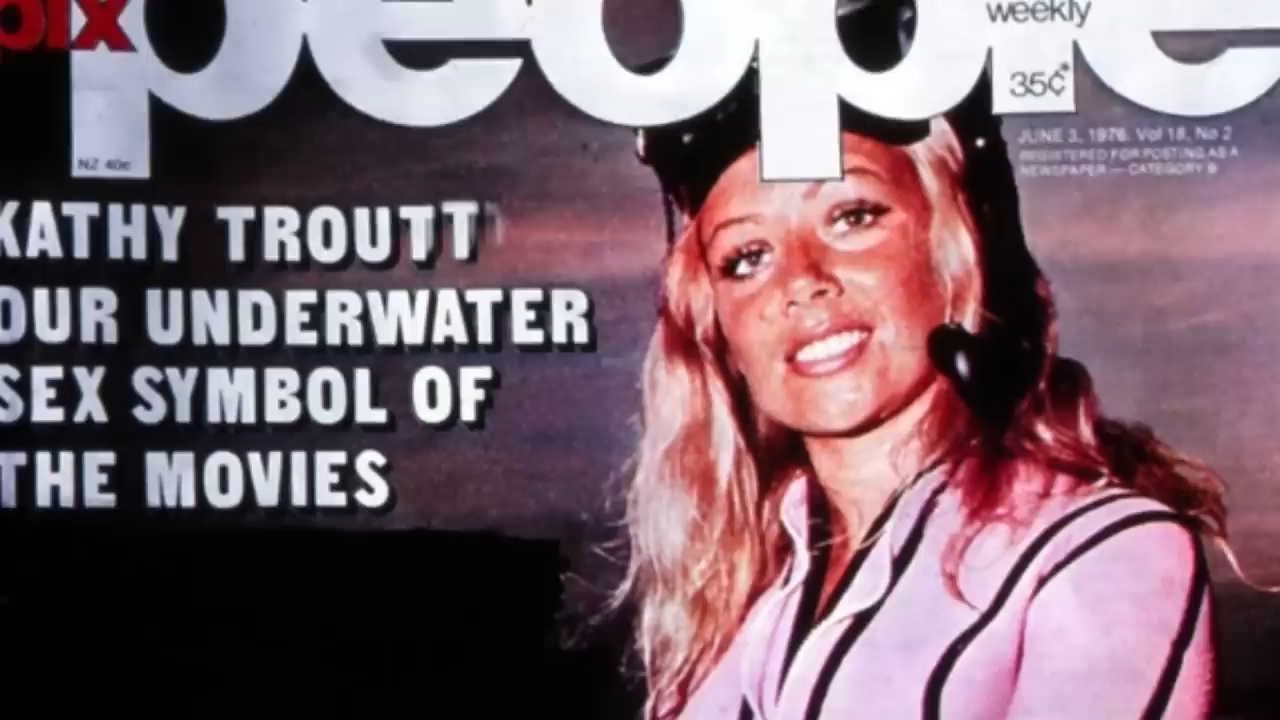 pix
people
weekly
35¢*
NZ 40c
JUNE 3, 1976. Vol 18, No 2
REGISTERED FOR POSTING AS A
NEWSPAPER — CATEGORY B
KATHY TROUTT
OUR UNDERWATER
SEX SYMBOL OF
THE MOVIES